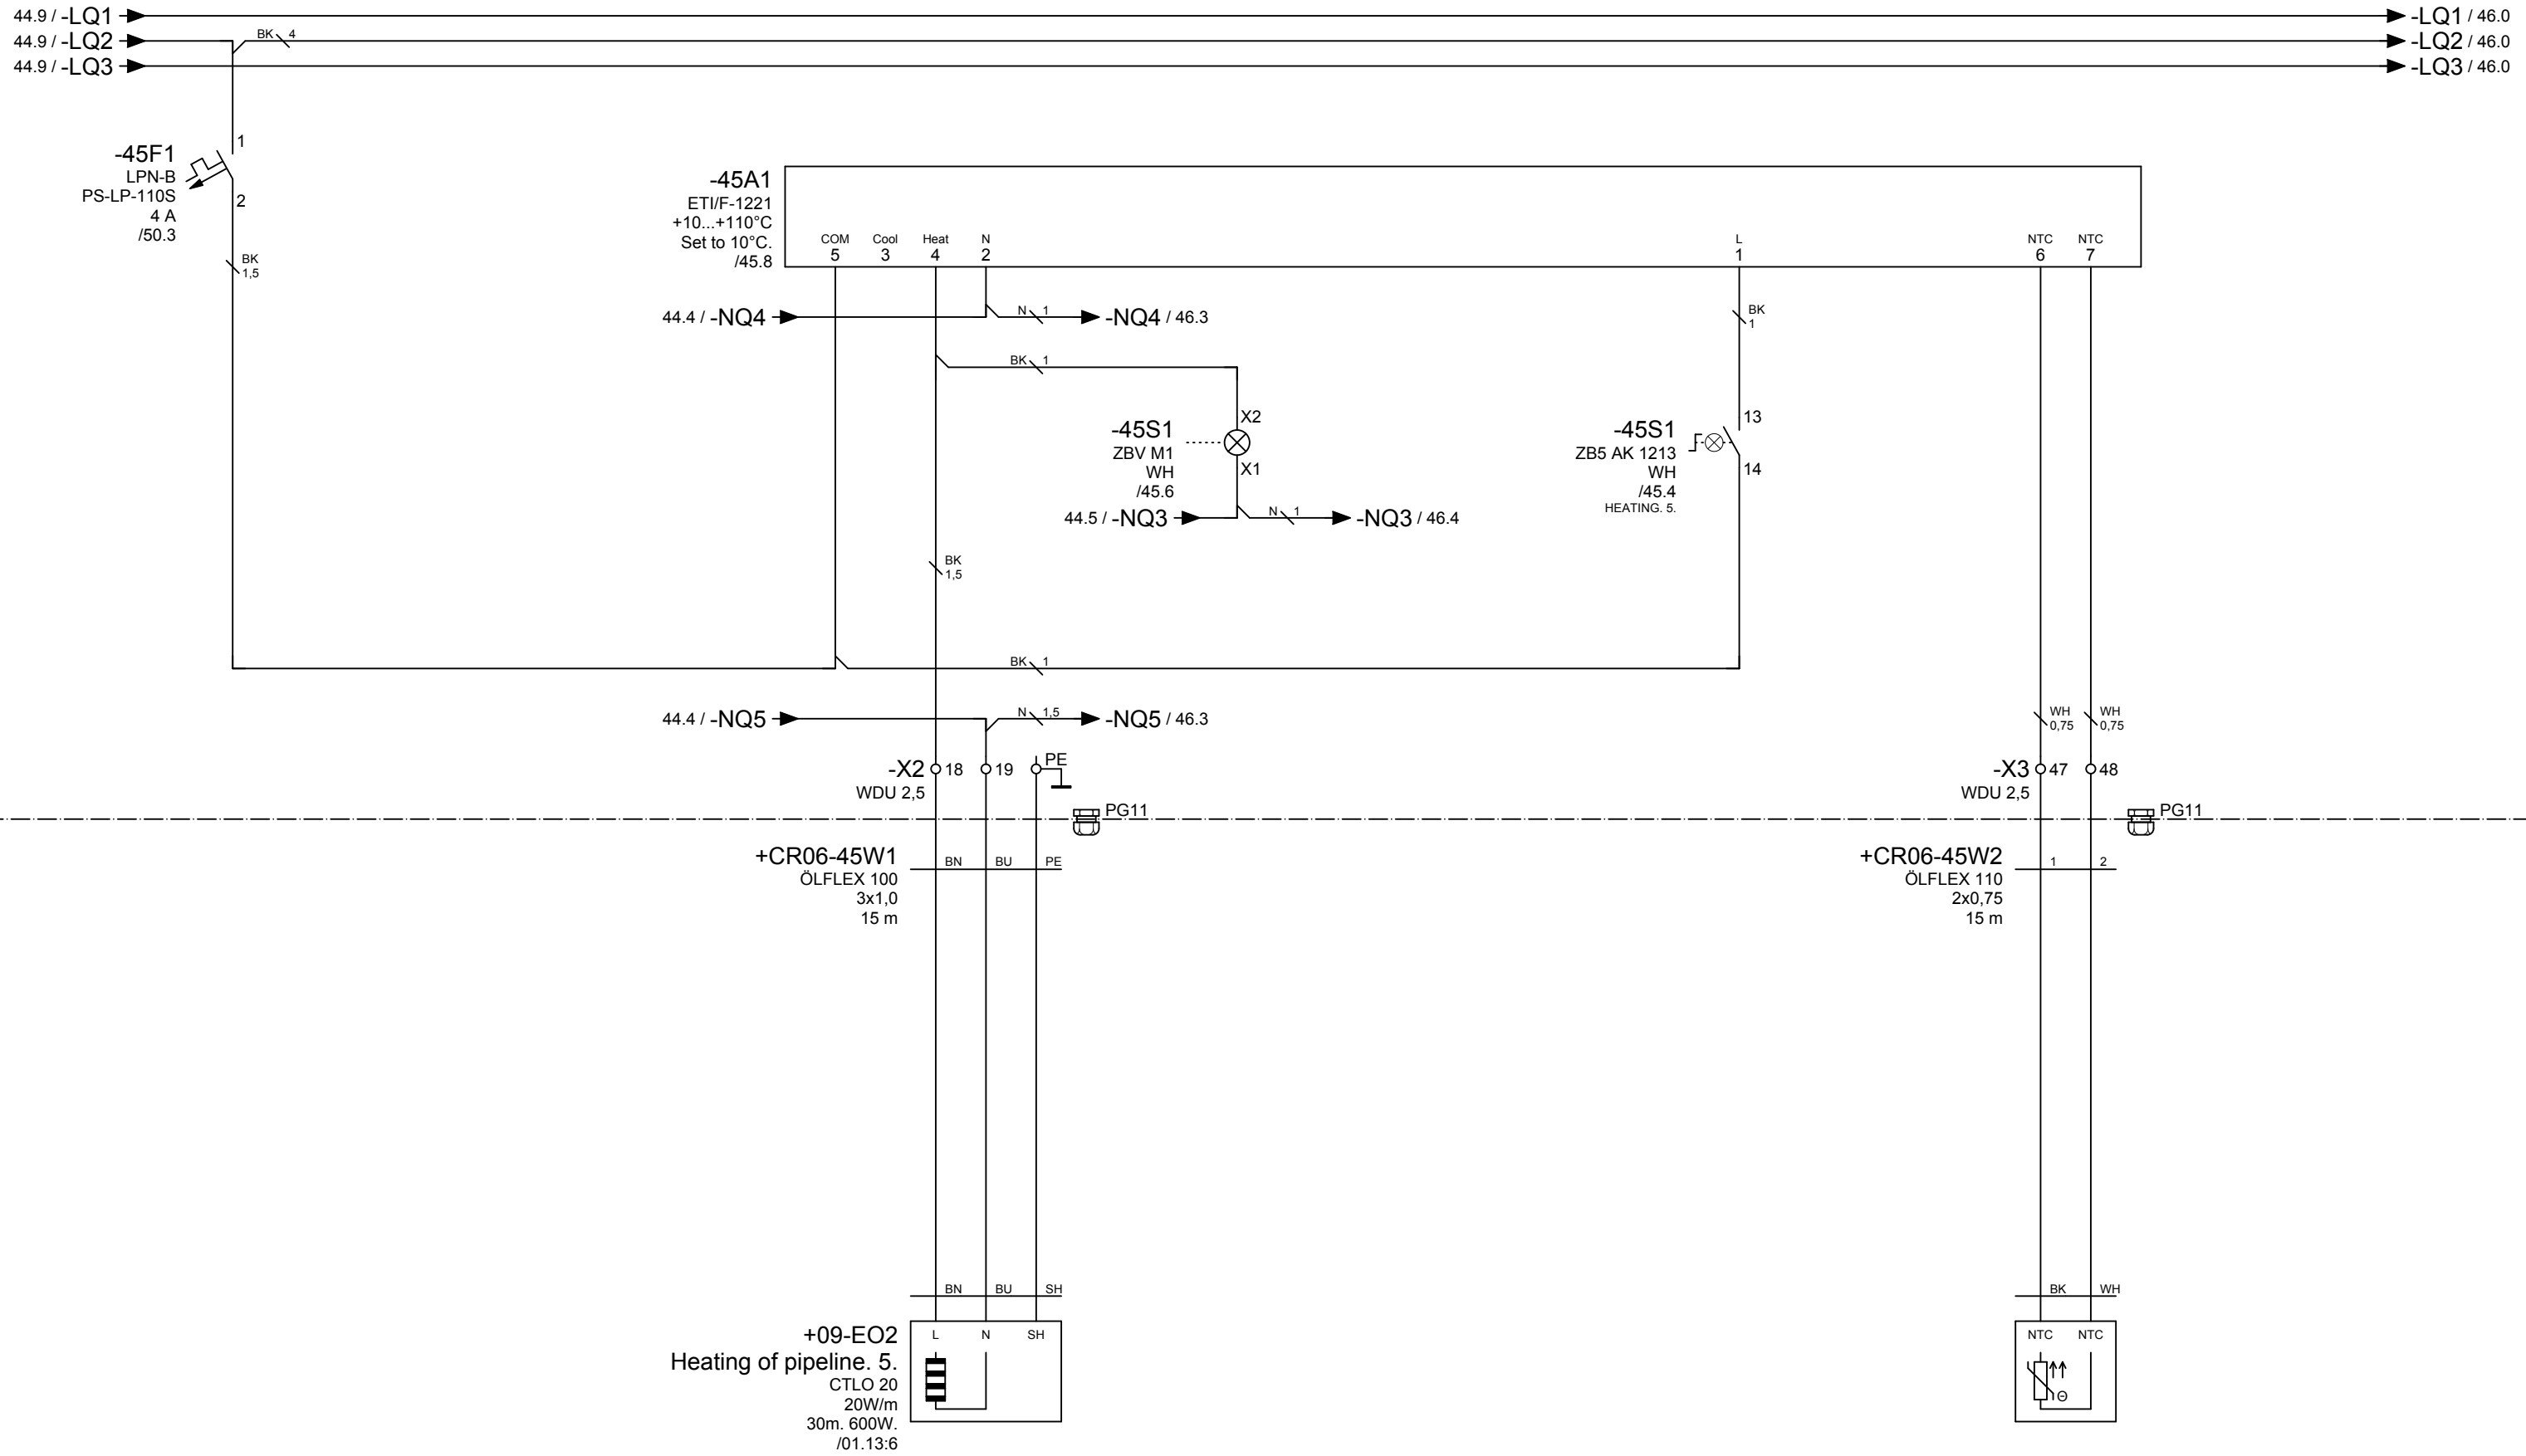 44.9 / -LQ1
-LQ1 / 46.0
44.9 / -LQ2
BK 4
-LQ2 / 46.0
44.9 / -LQ3
-LQ3 / 46.0
1
-45F1
LPN-B
PS-LP-110S
4 A
/50.3
2
BK
1,5
-45A1
ETI/F-1221
+10...+110°C
Set to 10°C.
/45.8
COM
5
Cool
3
Heat
4
N
2
L
1
NTC
6
NTC
7
44.4 / -NQ4
N 1
-NQ4 / 46.3
BK
1
BK 1
X2
-45S1
ZBV M1
WH
/45.6
X1
13
-45S1
ZB5 AK 1213
WH
/45.4
HEATING. 5.
14
44.5 / -NQ3
N 1
-NQ3 / 46.4
BK
1,5
BK 1
44.4 / -NQ5
N 1,5
-NQ5 / 46.3
WH
0,75
WH
0,75
-X2 18 19 PE
WDU 2,5
-X3 47 48
WDU 2,5
PG11
PG11
+CR06-45W1
ÖLFLEX 100
3x1,0
15 m
BN BU PE
+CR06-45W2
ÖLFLEX 110
2x0,75
15 m
1 2
BN BU SH
BK WH
+09-EO2
Heating of pipeline. 5.
CTLO 20
20W/m
30m. 600W.
/01.13:6
L N SH
NTC NTC
Θ